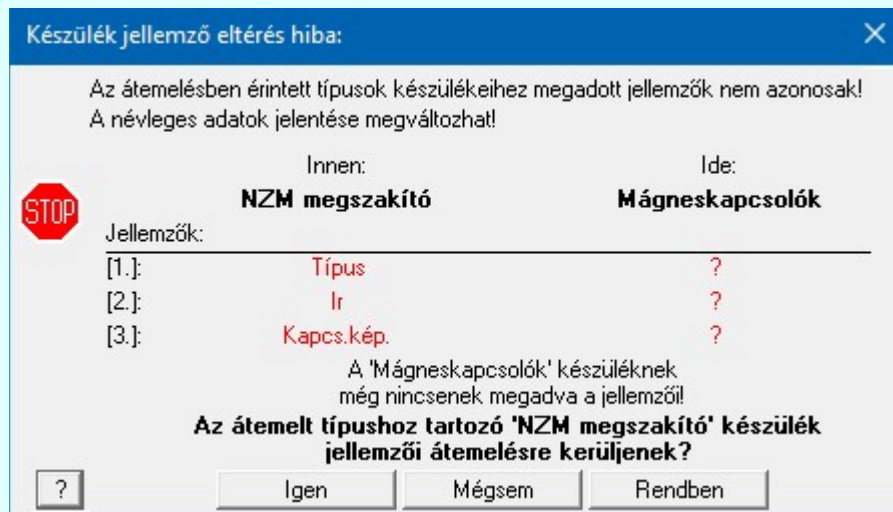 Készülék jellemző eltérés hiba:
Az átemelésben érintett típusok készülékeihez megadott jellemzők nem azonosak!
A névleges adatok jelentése megváltozhat!
Innen: Ide:
STOP NZM megszakító Mágneskapcsolók
Jellemzők:
[1.]: Típus ?
[2.]: Ir ?
[3.]: Kapcs.kép. ?
A 'Mágneskapcsolók' készüléknek
még nincsenek megadva a jellemzői!
Az átemelt típushoz tartozó 'NZM megszakító' készülék
jellemzői átemelésre kerüljenek?
? Igen Mégsem Rendben